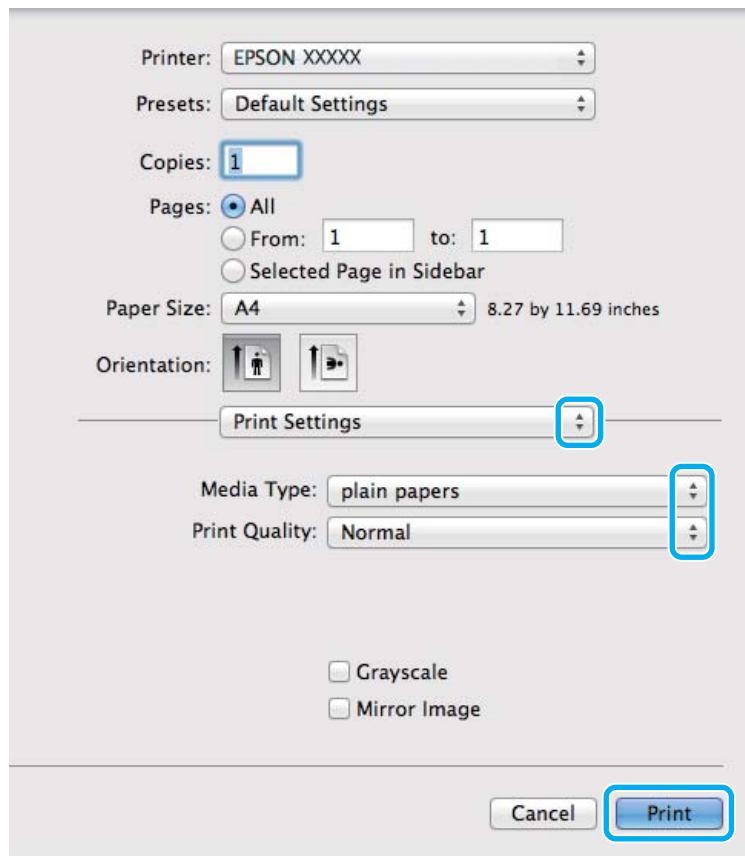 Printer: EPSON XXXXX
Presets: Default Settings
Copies: 1
Pages: All
From: 1 to: 1
Selected Page in Sidebar
Paper Size: A4 8.27 by 11.69 inches
Orientation:
Print Settings
Media Type: plain papers
Print Quality: Normal
Grayscale
Mirror Image
Cancel Print